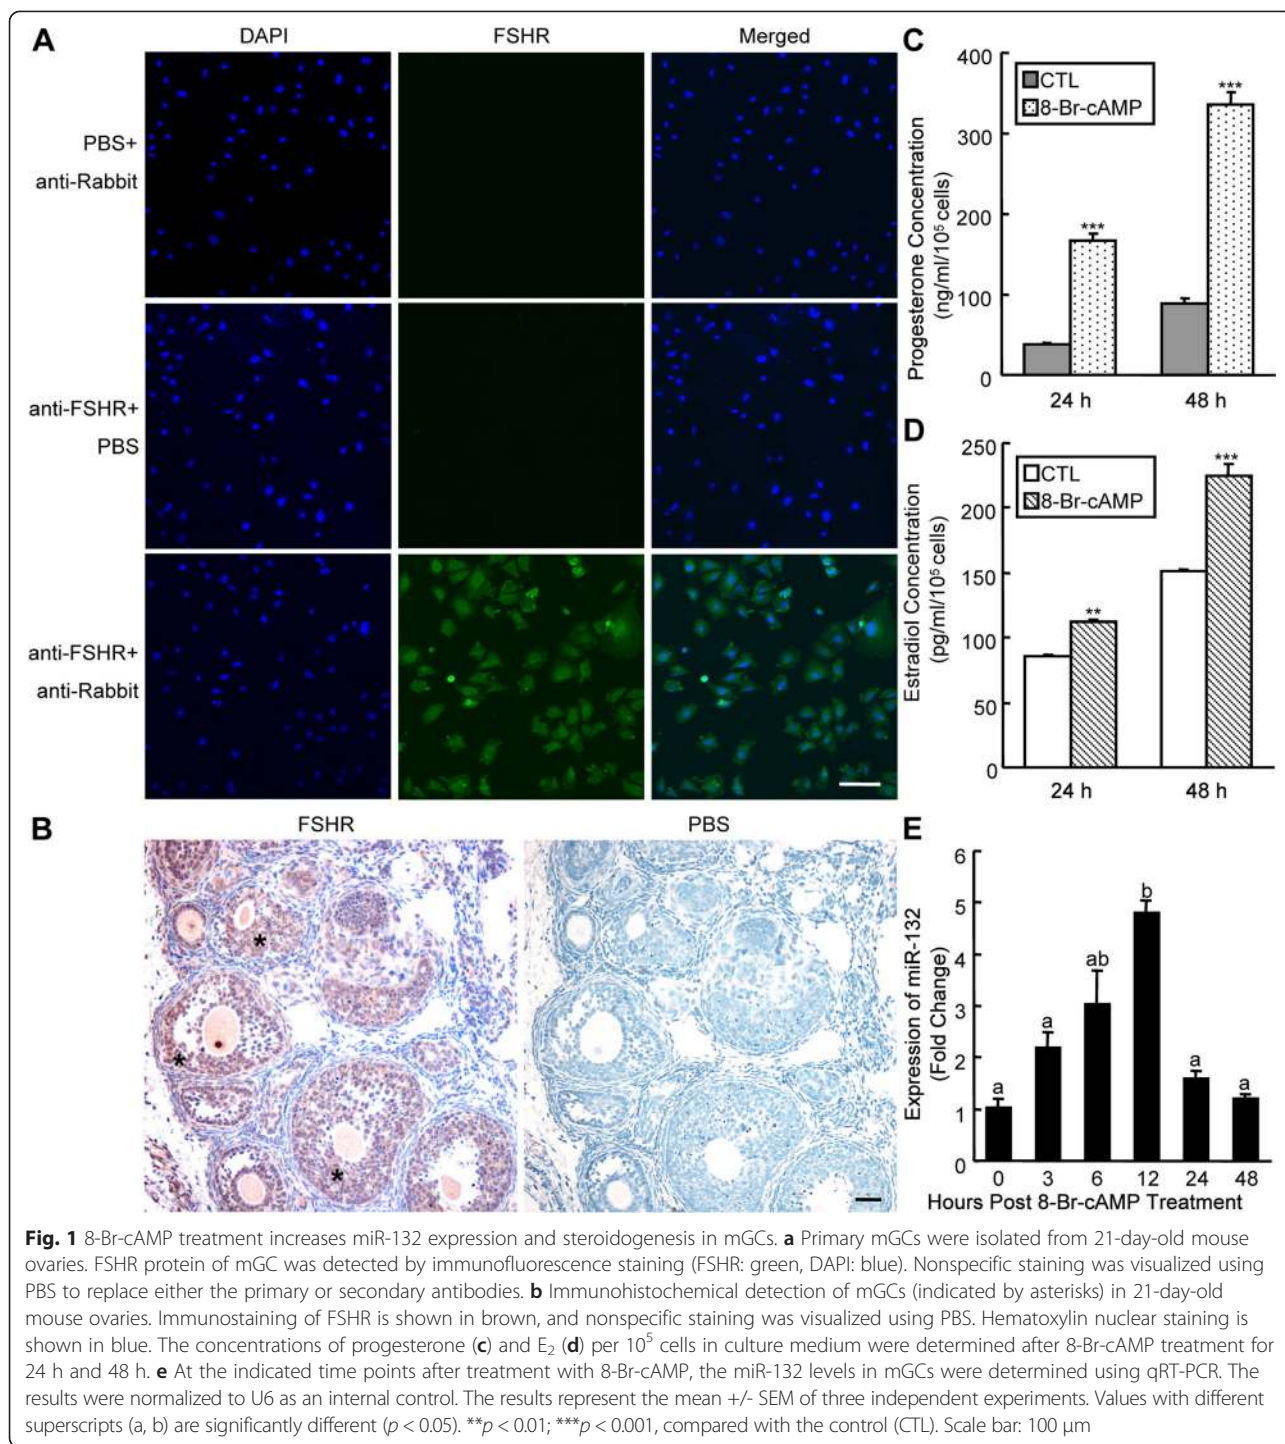 A
DAPI
FSHR
Merged
PBS+
anti-Rabbit
anti-FSHR+
PBS
anti-FSHR+
anti-Rabbit
B
FSHR
PBS
*
*
*
C
Progesterone Concentration
(ng/ml/10⁵ cells)
400
300
200
100
0
CTL
8-Br-cAMP
***
***
24 h
48 h
D
Estradiol Concentration
(pg/ml/10⁵ cells)
250
200
150
100
50
0
CTL
8-Br-cAMP
**
***
24 h
48 h
E
Expression of miR-132
(Fold Change)
6
5
4
3
2
1
0
a
a
ab
b
a
a
0 3 6 12 24 48
Hours Post 8-Br-cAMP Treatment
Fig. 1 8-Br-cAMP treatment increases miR-132 expression and steroidogenesis in mGCs. a Primary mGCs were isolated from 21-day-old mouse
ovaries. FSHR protein of mGC was detected by immunofluorescence staining (FSHR: green, DAPI: blue). Nonspecific staining was visualized using
PBS to replace either the primary or secondary antibodies. b Immunohistochemical detection of mGCs (indicated by asterisks) in 21-day-old
mouse ovaries. Immunostaining of FSHR is shown in brown, and nonspecific staining was visualized using PBS. Hematoxylin nuclear staining is
shown in blue. The concentrations of progesterone (c) and E₂ (d) per 10⁵ cells in culture medium were determined after 8-Br-cAMP treatment for
24 h and 48 h. e At the indicated time points after treatment with 8-Br-cAMP, the miR-132 levels in mGCs were determined using qRT-PCR. The
results were normalized to U6 as an internal control. The results represent the mean +/- SEM of three independent experiments. Values with different
superscripts (a, b) are significantly different (p < 0.05). **p < 0.01; ***p < 0.001, compared with the control (CTL). Scale bar: 100 μm